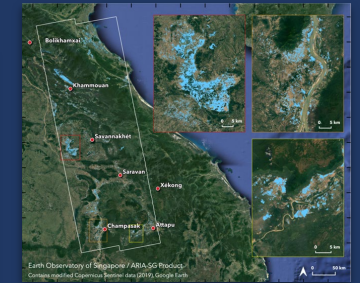 Bolikhamxai
Khammouan
Savannakhet
Saravan
Xékong
Champasak
Attapu
0 5 km
0 5 km
0 5 km
0 50 km
Earth Observatory of Singapore / ARIA-SG Product
Contains modified Copernicus Sentinel data (2019), Google Earth